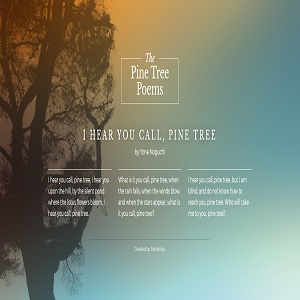 The
Pine Tree
Poems
I HEAR YOU CALL, PINE TREE
by Yone Noguchi
I hear you call, pine tree, I hear you
upon the hill, by the silent pond
where the lotus flowers bloom, I
hear you call, pine tree.
What is it you call, pine tree, when
the rain falls, when the winds blow,
and when the stars appear, what is
it you call, pine tree?
I hear you call, pine tree, but I am
blind, and do not know how to
reach you, pine tree. Who will take
me to you, pine tree?
Created by